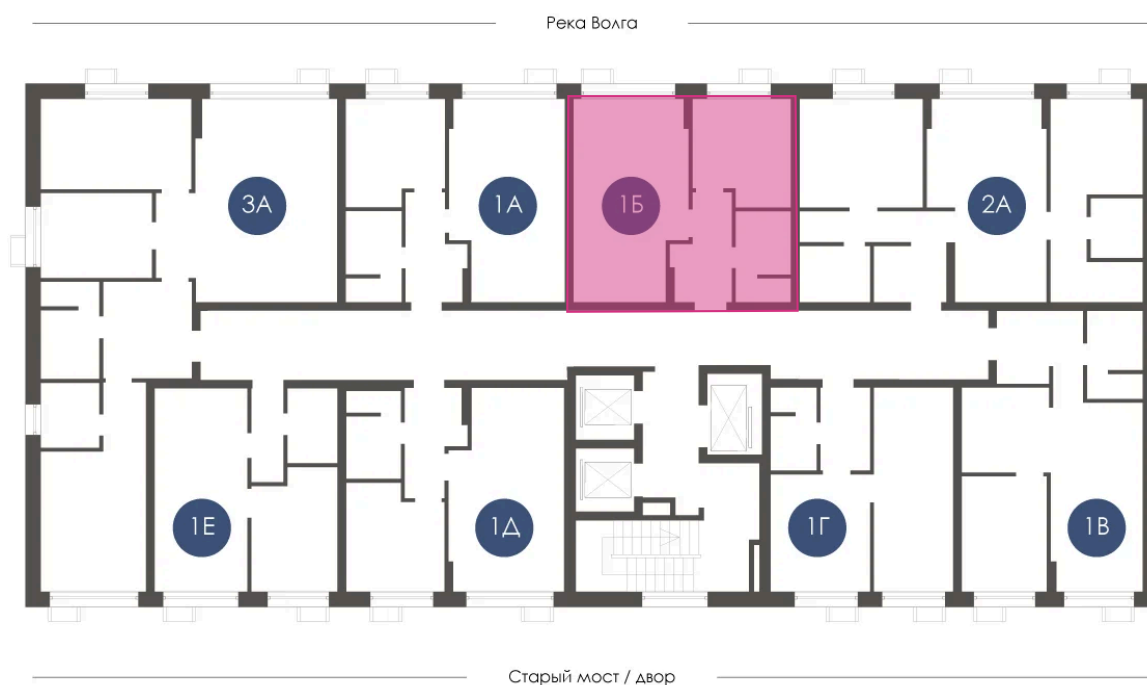 Река Волга
3А
1А
1Б
2А
1Е
1Д
1Г
1В
Старый мост / двор